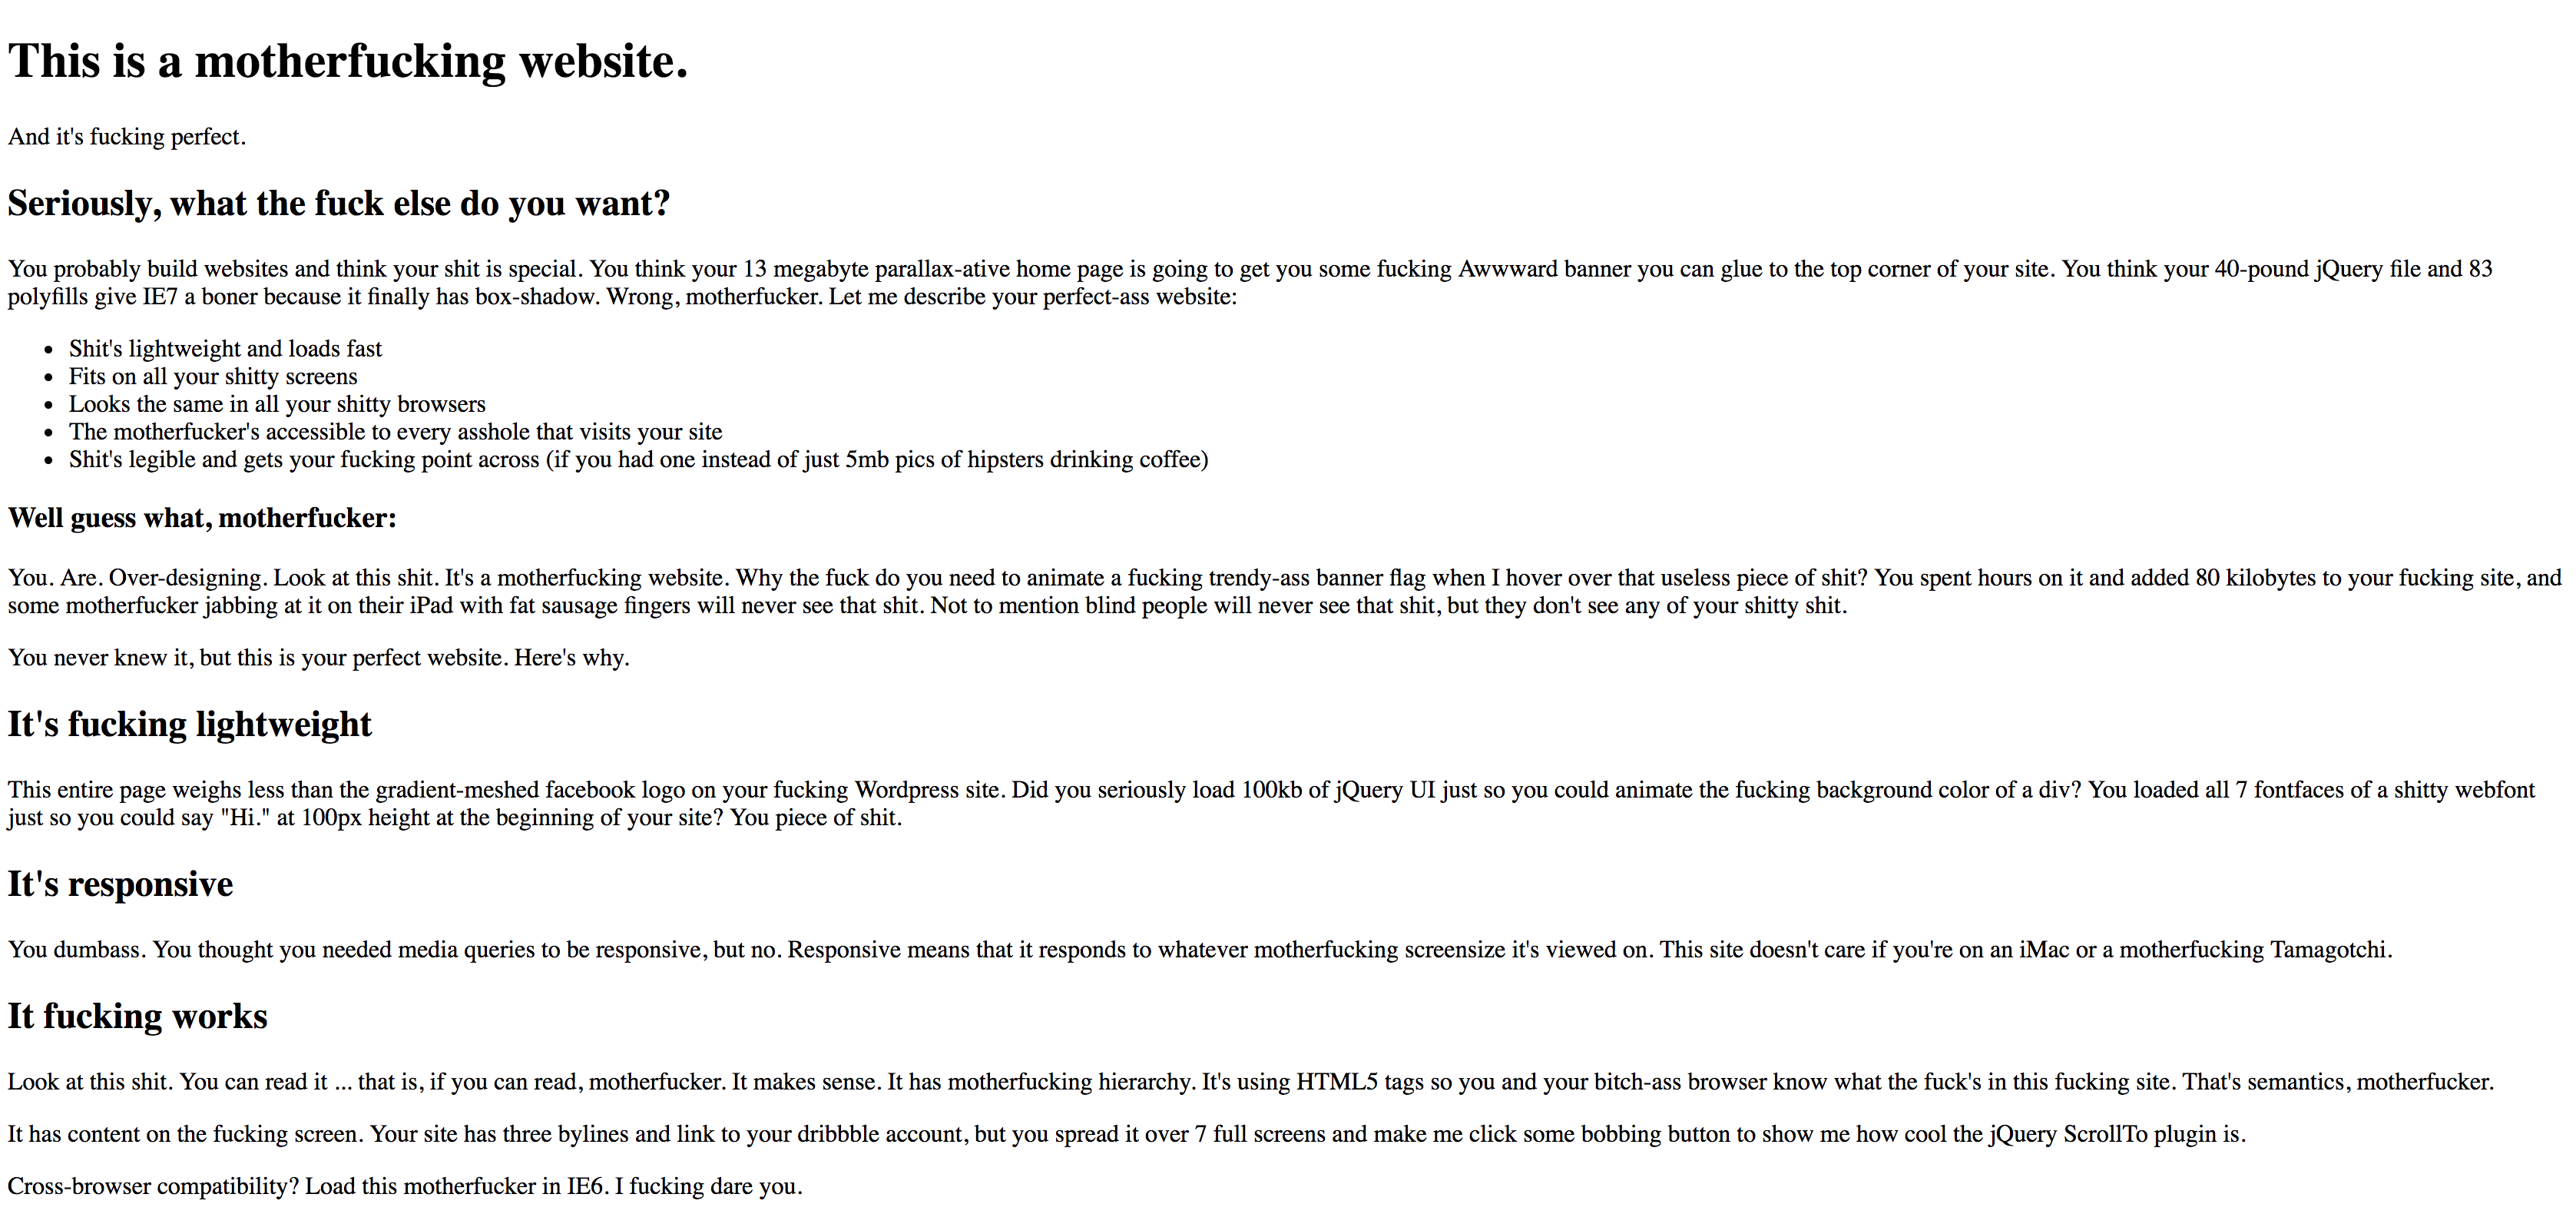 This is a motherfucking website.
And it's fucking perfect.
Seriously, what the fuck else do you want?
You probably build websites and think your shit is special. You think your 13 megabyte parallax-ative home page is going to get you some fucking Awwward banner you can glue to the top corner of your site. You think your 40-pound jQuery file and 83
polyfills give IE7 a boner because it finally has box-shadow. Wrong, motherfucker. Let me describe your perfect-ass website:
• Shit's lightweight and loads fast
• Fits on all your shitty screens
• Looks the same in all your shitty browsers
• The motherfucker's accessible to every asshole that visits your site
• Shit's legible and gets your fucking point across (if you had one instead of just 5mb pics of hipsters drinking coffee)
Well guess what, motherfucker:
You. Are. Over-designing. Look at this shit. It's a motherfucking website. Why the fuck do you need to animate a fucking trendy-ass banner flag when I hover over that useless piece of shit? You spent hours on it and added 80 kilobytes to your fucking site, and
some motherfucker jabbing at it on their iPad with fat sausage fingers will never see that shit. Not to mention blind people will never see that shit, but they don't see any of your shitty shit.
You never knew it, but this is your perfect website. Here's why.
It's fucking lightweight
This entire page weighs less than the gradient-meshed facebook logo on your fucking Wordpress site. Did you seriously load 100kb of jQuery UI just so you could animate the fucking background color of a div? You loaded all 7 fontfaces of a shitty webfont
just so you could say "Hi." at 100px height at the beginning of your site? You piece of shit.
It's responsive
You dumbass. You thought you needed media queries to be responsive, but no. Responsive means that it responds to whatever motherfucking screensize it's viewed on. This site doesn't care if you're on an iMac or a motherfucking Tamagotchi.
It fucking works
Look at this shit. You can read it ... that is, if you can read, motherfucker. It makes sense. It has motherfucking hierarchy. It's using HTML5 tags so you and your bitch-ass browser know what the fuck's in this fucking site. That's semantics, motherfucker.
It has content on the fucking screen. Your site has three bylines and link to your dribbble account, but you spread it over 7 full screens and make me click some bobbing button to show me how cool the jQuery ScrollTo plugin is.
Cross-browser compatibility? Load this motherfucker in IE6. I fucking dare you.